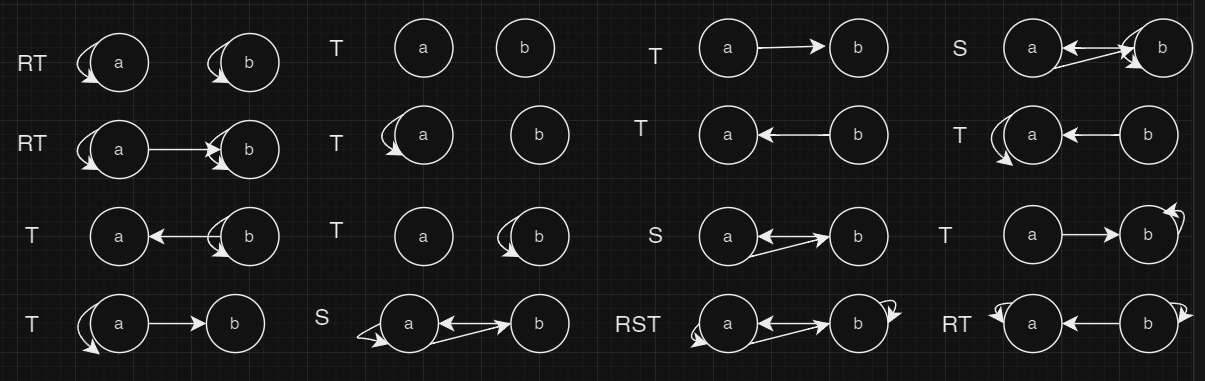 RT a b T a b T a b S a b
RT a b T a b T a b T a b
T a b T a b S a b T a b
T a b S a b RST a b RT a b